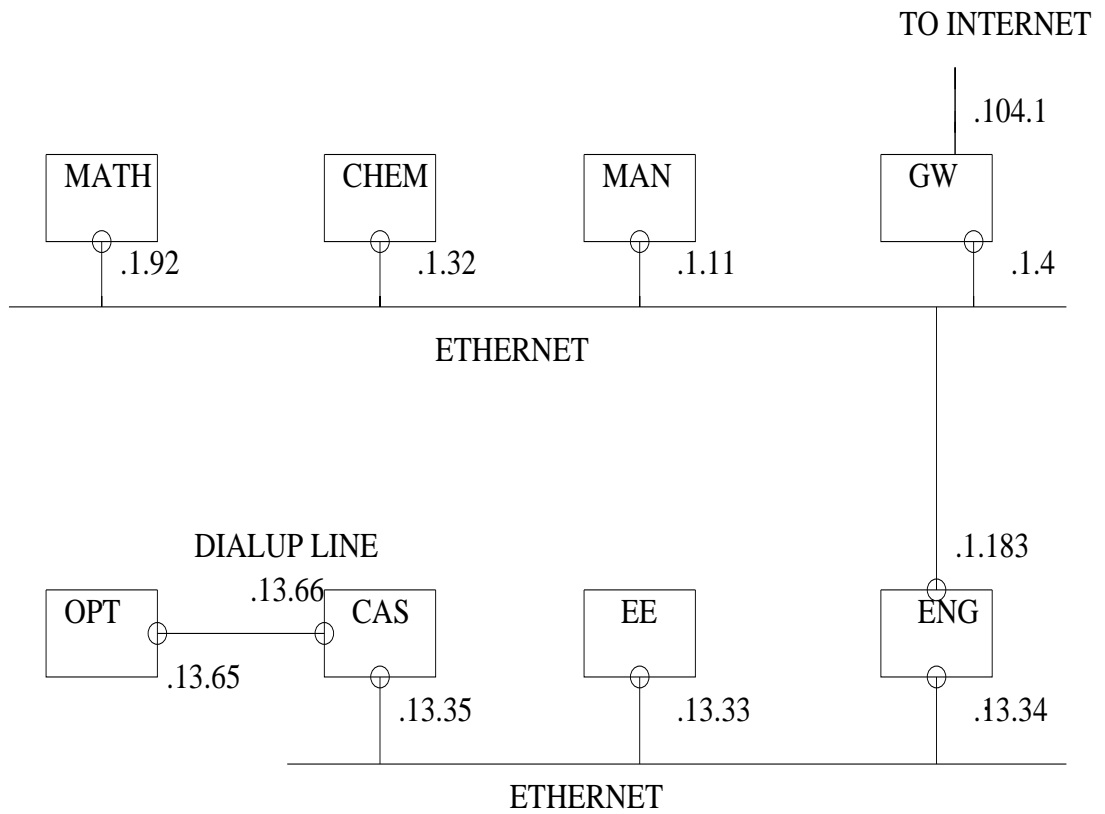 TO INTERNET
.104.1
MATH
CHEM
MAN
GW
.1.92
.1.32
.1.11
.1.4
ETHERNET
DIALUP LINE
.1.183
.13.66
OPT
CAS
EE
ENG
.13.65
.13.35
.13.33
.13.34
ETHERNET